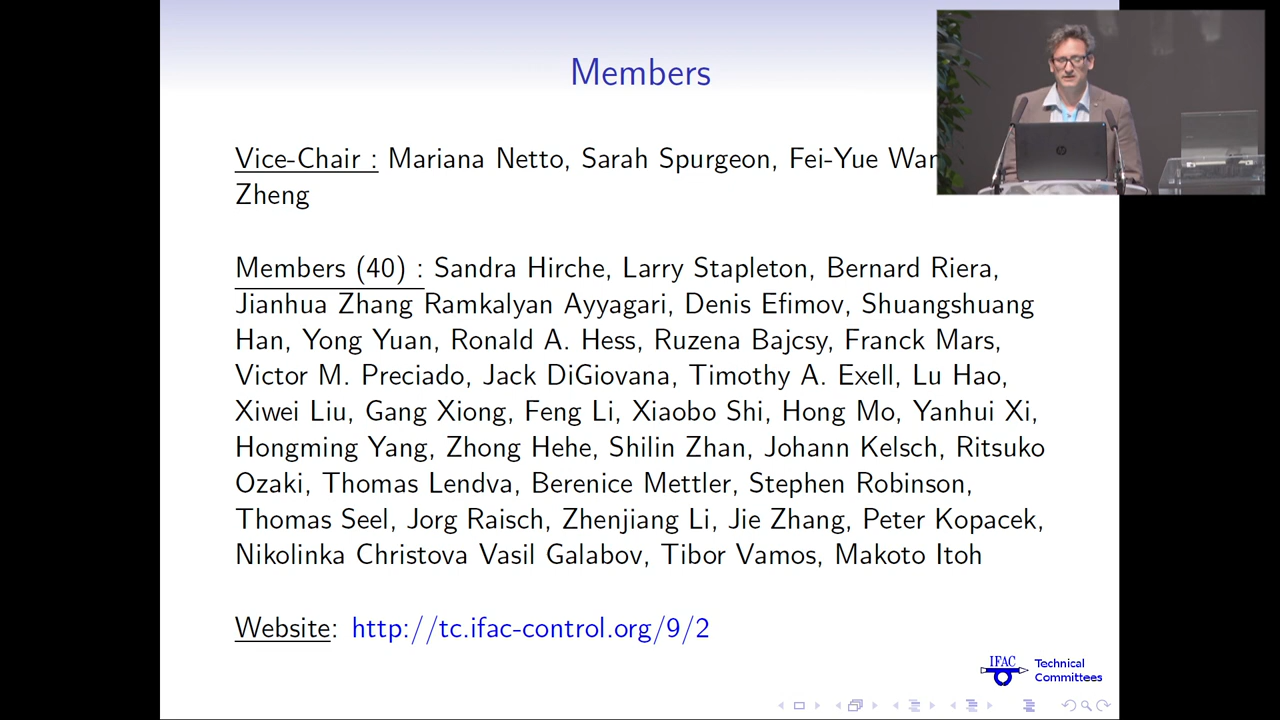 Members
Vice-Chair : Mariana Netto, Sarah Spurgeon, Fei-Yue
Zheng
Members (40) : Sandra Hirche, Larry Stapleton, Bernard Riera,
Jianhua Zhang Ramkalyan Ayyagari, Denis Efimov, Shuangshuang
Han, Yong Yuan, Ronald A. Hess, Ruzena Bajcsy, Franck Mars,
Victor M. Preciado, Jack DiGiovana, Timothy A. Exell, Lu Hao,
Xiwei Liu, Gang Xiong, Feng Li, Xiaobo Shi, Hong Mo, Yanhui Xi,
Hongming Yang, Zhong Hehe, Shilin Zhan, Johann Kelsch, Ritsuko
Ozaki, Thomas Lendva, Berenice Mettler, Stephen Robinson,
Thomas Seel, Jorg Raisch, Zhenjiang Li, Jie Zhang, Peter Kopacek,
Nikolinka Christova Vasil Galabov, Tibor Vamos, Makoto Itoh
Website: http://tc.ifac-control.org/9/2
IFAC Technical
Committees